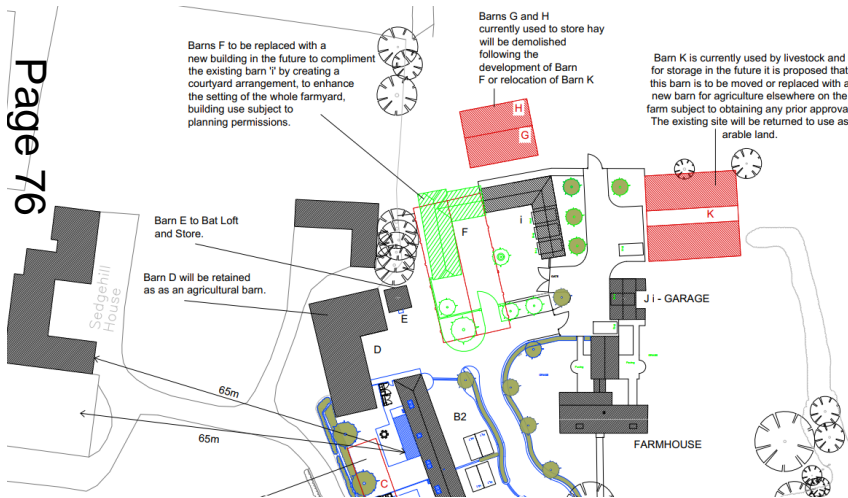 Page 76
Barns F to be replaced with a
new building in the future to compliment
the existing barn 'i' by creating a
courtyard arrangement, to enhance
the setting of the whole farmyard,
building use subject to
planning permissions.
Barns G and H
currently used to store hay
will be demolished
following the
development of Barn
F or relocation of Barn K
Barn K is currently used by livestock and
for storage in the future it is proposed that
this barn is to be moved or replaced with a
new barn for agriculture elsewhere on the
farm subject to obtaining any prior approval
The existing site will be returned to use as
arable land.
H
G
K
F
i
Barn E to Bat Loft
and Store.
Barn D will be retained
as as an agricultural barn.
Sedgehill
House
E
D
J i - GARAGE
65m
65m
B2
C
FARMHOUSE